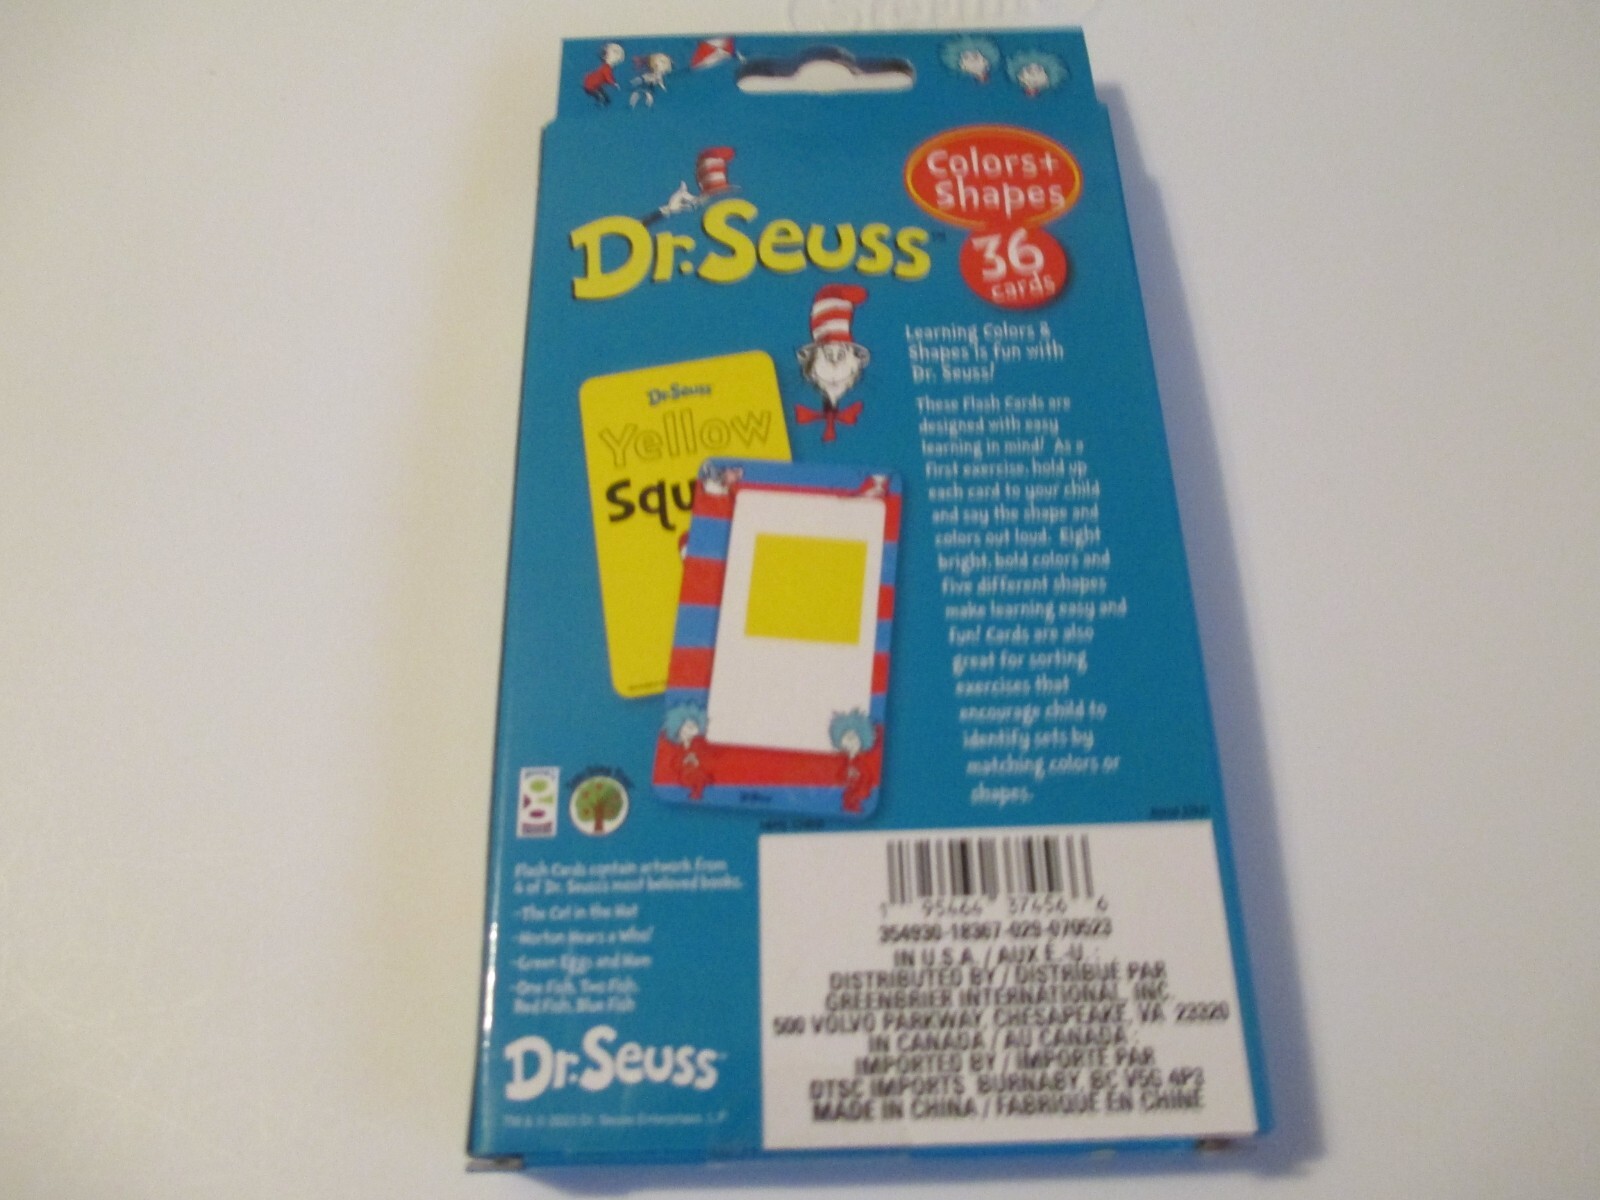 Colors+
Shapes
36
cards
Dr. Seuss™
Learning Colors &
Shapes is fun with
Dr. Seuss!
These Flash Cards are
designed with easy
learning in mind! As a
first exercise, hold up
each card to your child
and say the shape and
colors out loud. Eight
bright, bold colors and
five different shapes
make learning easy and
fun! Cards are also
great for sorting
exercises that
encourage child to
identify sets by
matching colors or
shapes.
Dr. Seuss
Yellow
Squ
Flash Cards contain artwork from
4 of Dr. Seuss's most beloved books.
-The Cat in the Hat
-Horton Hears a Who!
-Green Eggs and Ham
-One Fish, Two Fish,
Red Fish, Blue Fish
Dr. Seuss
1 95464 37456 6
354930-18307-029-070523
IN U.S.A. / AUX É.-U. :
DISTRIBUTED BY / DISTRIBUÉ PAR
GREENBRIER INTERNATIONAL, INC.
500 VOLVO PARKWAY, CHESAPEAKE, VA 23320
IN CANADA / AU CANADA :
IMPORTED BY / IMPORTÉ PAR
DTSC IMPORTS, BURNABY, BC V5G 4P3
MADE IN CHINA / FABRIQUÉ EN CHINE